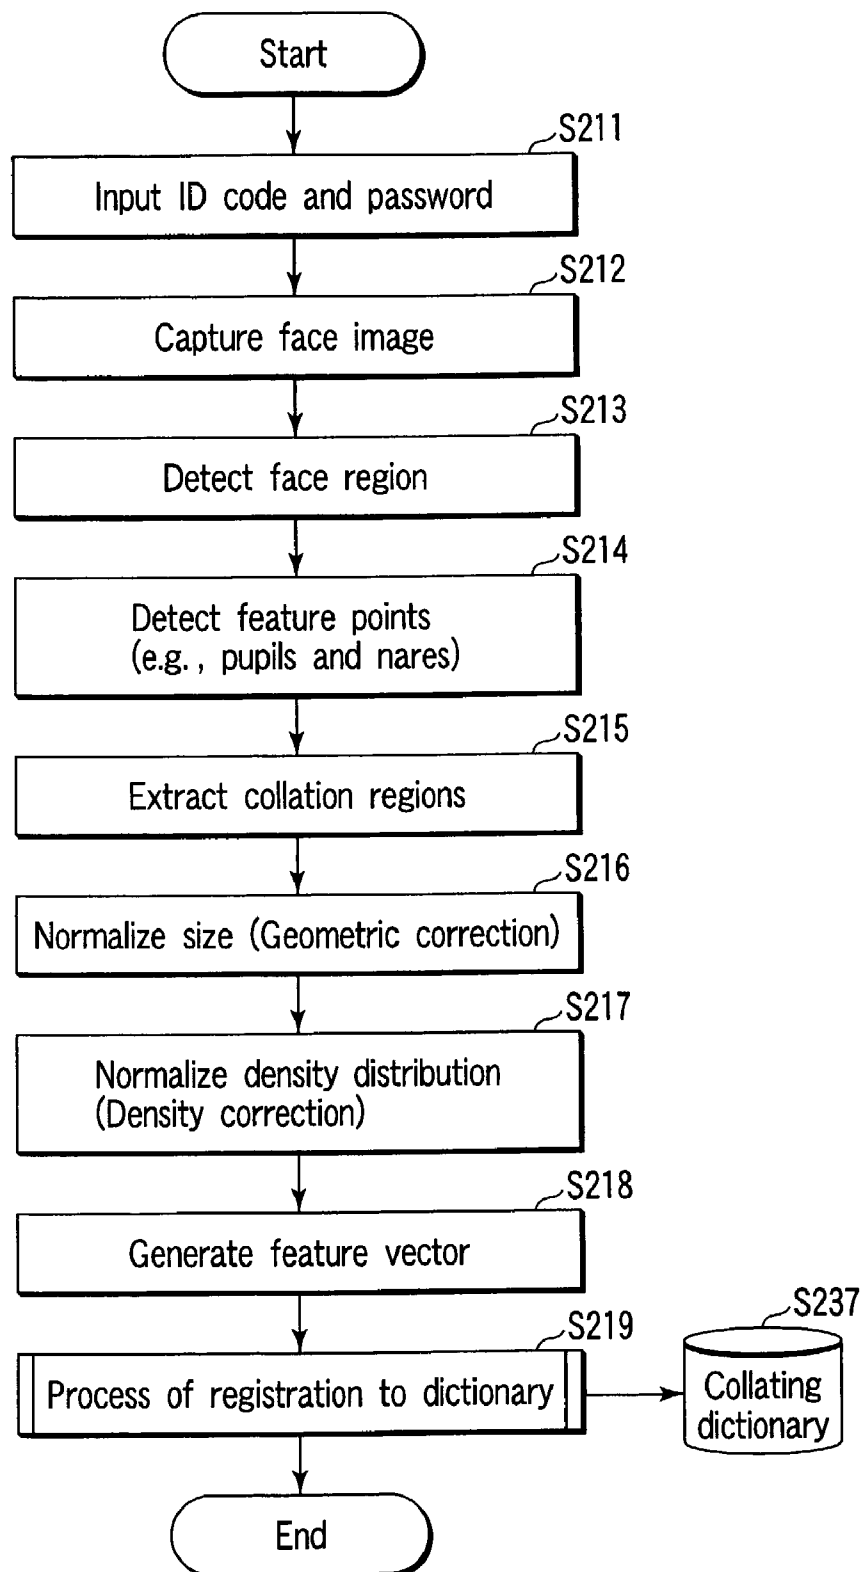 Start
S211
Input ID code and password
S212
Capture face image
S213
Detect face region
S214
Detect feature points
(e.g., pupils and nares)
S215
Extract collation regions
S216
Normalize size (Geometric correction)
S217
Normalize density distribution
(Density correction)
S218
Generate feature vector
S219
Process of registration to dictionary
S237
Collating
dictionary
End